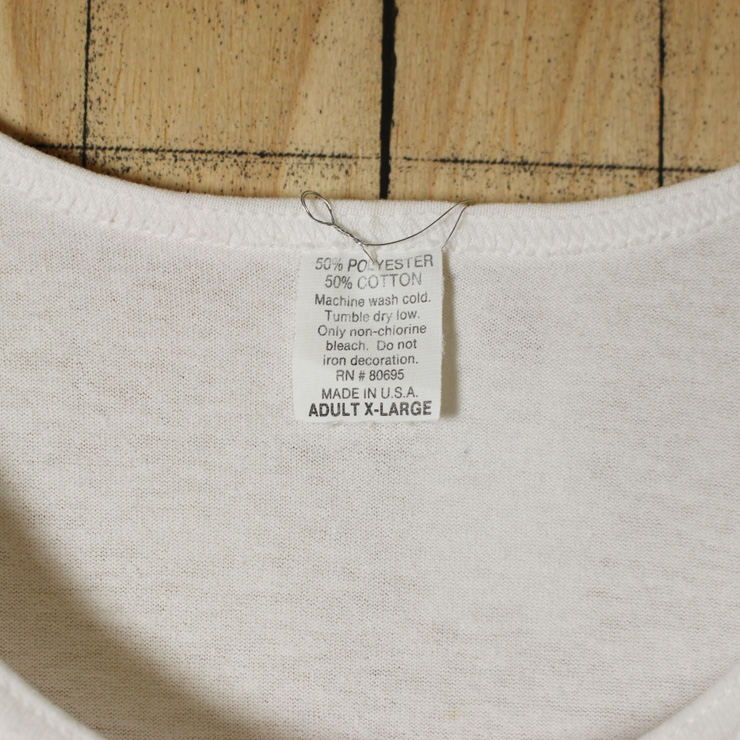 50% POLYESTER
50% COTTON
Machine wash cold.
Tumble dry low.
Only non-chlorine
bleach. Do not
iron decoration.
RN # 80695
MADE IN U.S.A.
ADULT X-LARGE